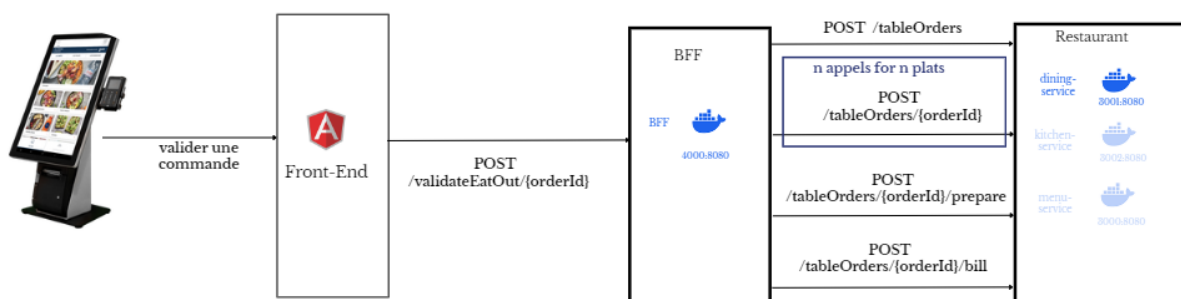 valider une
commande
Front-End
POST
/validateEatOut/{orderId}
BFF
BFF
4000:8080
POST /tableOrders
n appels for n plats
POST
/tableOrders/{orderId}
POST
/tableOrders/{orderId}/prepare
POST
/tableOrders/{orderId}/bill
Restaurant
dining-
service
3001:8080
kitchen-
service
3002:8080
menu-
service
3000:8080